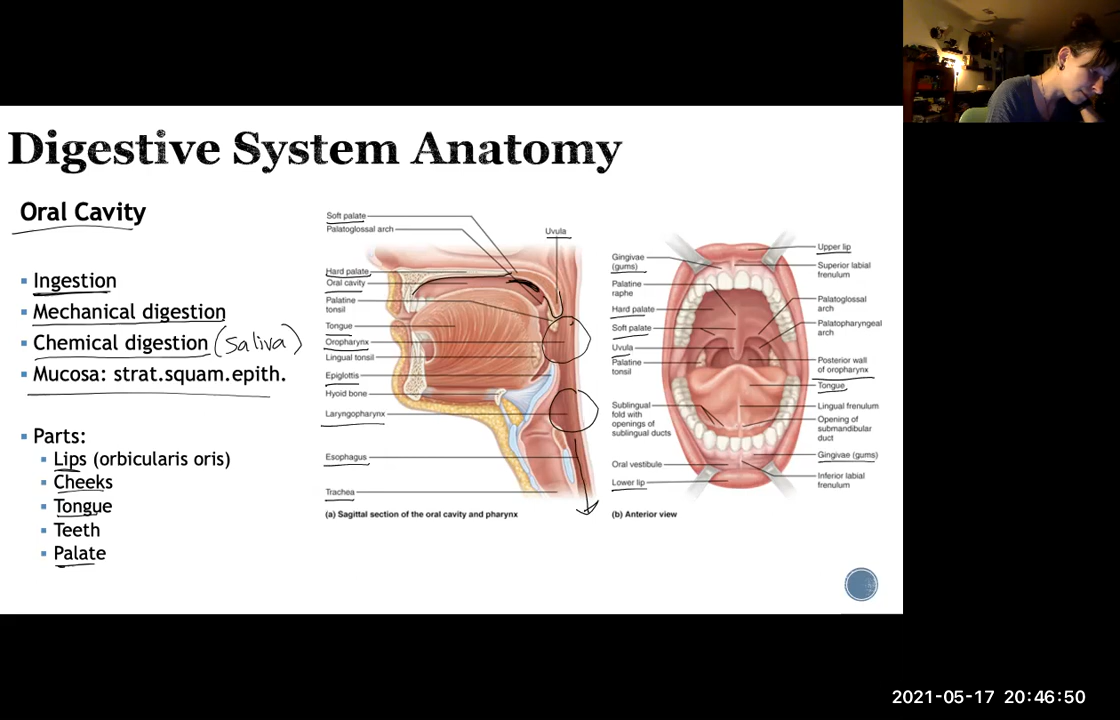 Digestive System Anatomy
Oral Cavity
Ingestion
Mechanical digestion
Chemical digestion (saliva)
Mucosa: strat.squam.epith.
Parts:
Lips (orbicularis oris)
Cheeks
Tongue
Teeth
Palate
Soft palate
Palatoglossal arch
Uvula
Hard palate
Oral cavity
Palatine
tonsil
Tongue
Oropharynx
Lingual tonsil
Epiglottis
Hyoid bone
Laryngopharynx
Esophagus
Trachea
(a) Sagittal section of the oral cavity and pharynx
Gingivae
(gums)
Palatine
raphe
Hard palate
Soft palate
Uvula
Palatine
tonsil
Sublingual
fold with
openings of
sublingual ducts
Oral vestibule
Lower lip
Upper lip
Superior labial
frenulum
Palatoglossal
arch
Palatopharyngeal
arch
Posterior wall
of oropharynx
Tongue
Lingual frenulum
Opening of
submandibular
duct
Gingivae (gums)
Inferior labial
frenulum
(b) Anterior view
2021-05-17 20:46:50